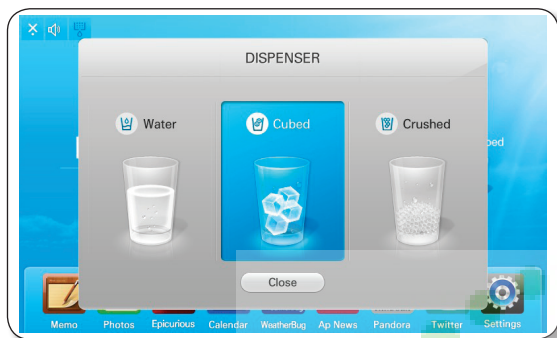 DISPENSER
Water Cubed Crushed
Close
Memo Photos Epicurious Calendar WeatherBug Ap News Pandora Twitter Settings